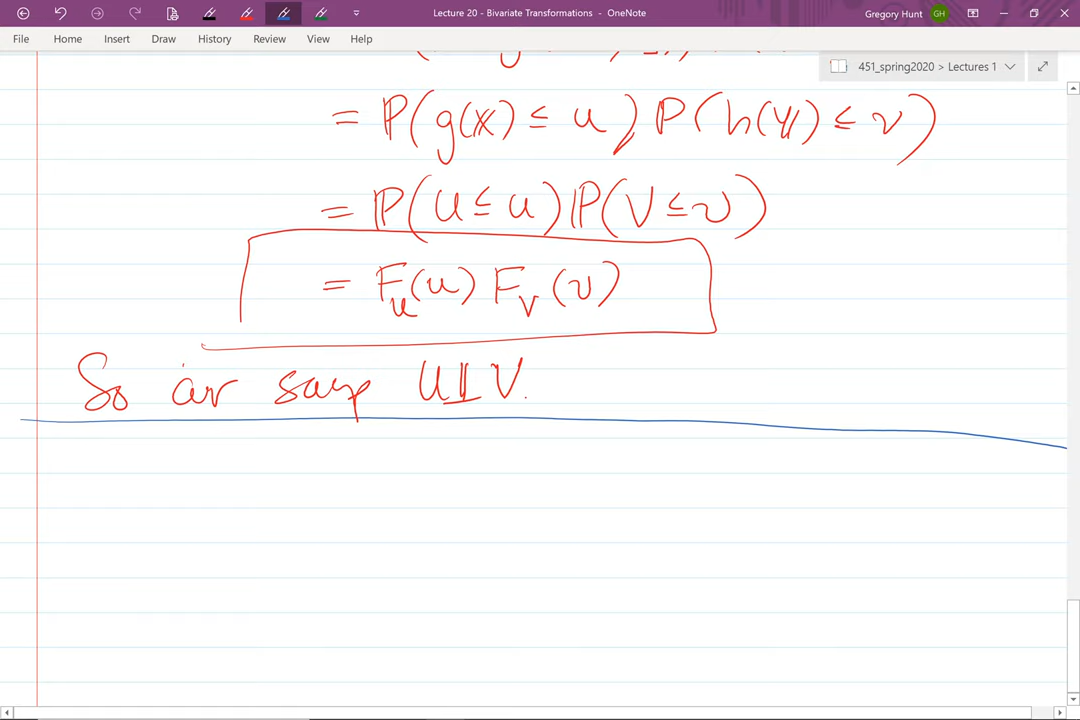 Lecture 20 - Bivariate Transformations - OneNote
Gregory Hunt GH
File Home Insert Draw History Review View Help
451_spring2020 > Lectures 1
= P(g(X) ≤ u) P(h(Y) ≤ v)
= P(U ≤ u) P(V ≤ v)
= F_U(u) F_V(v)
So we say U⫫V.